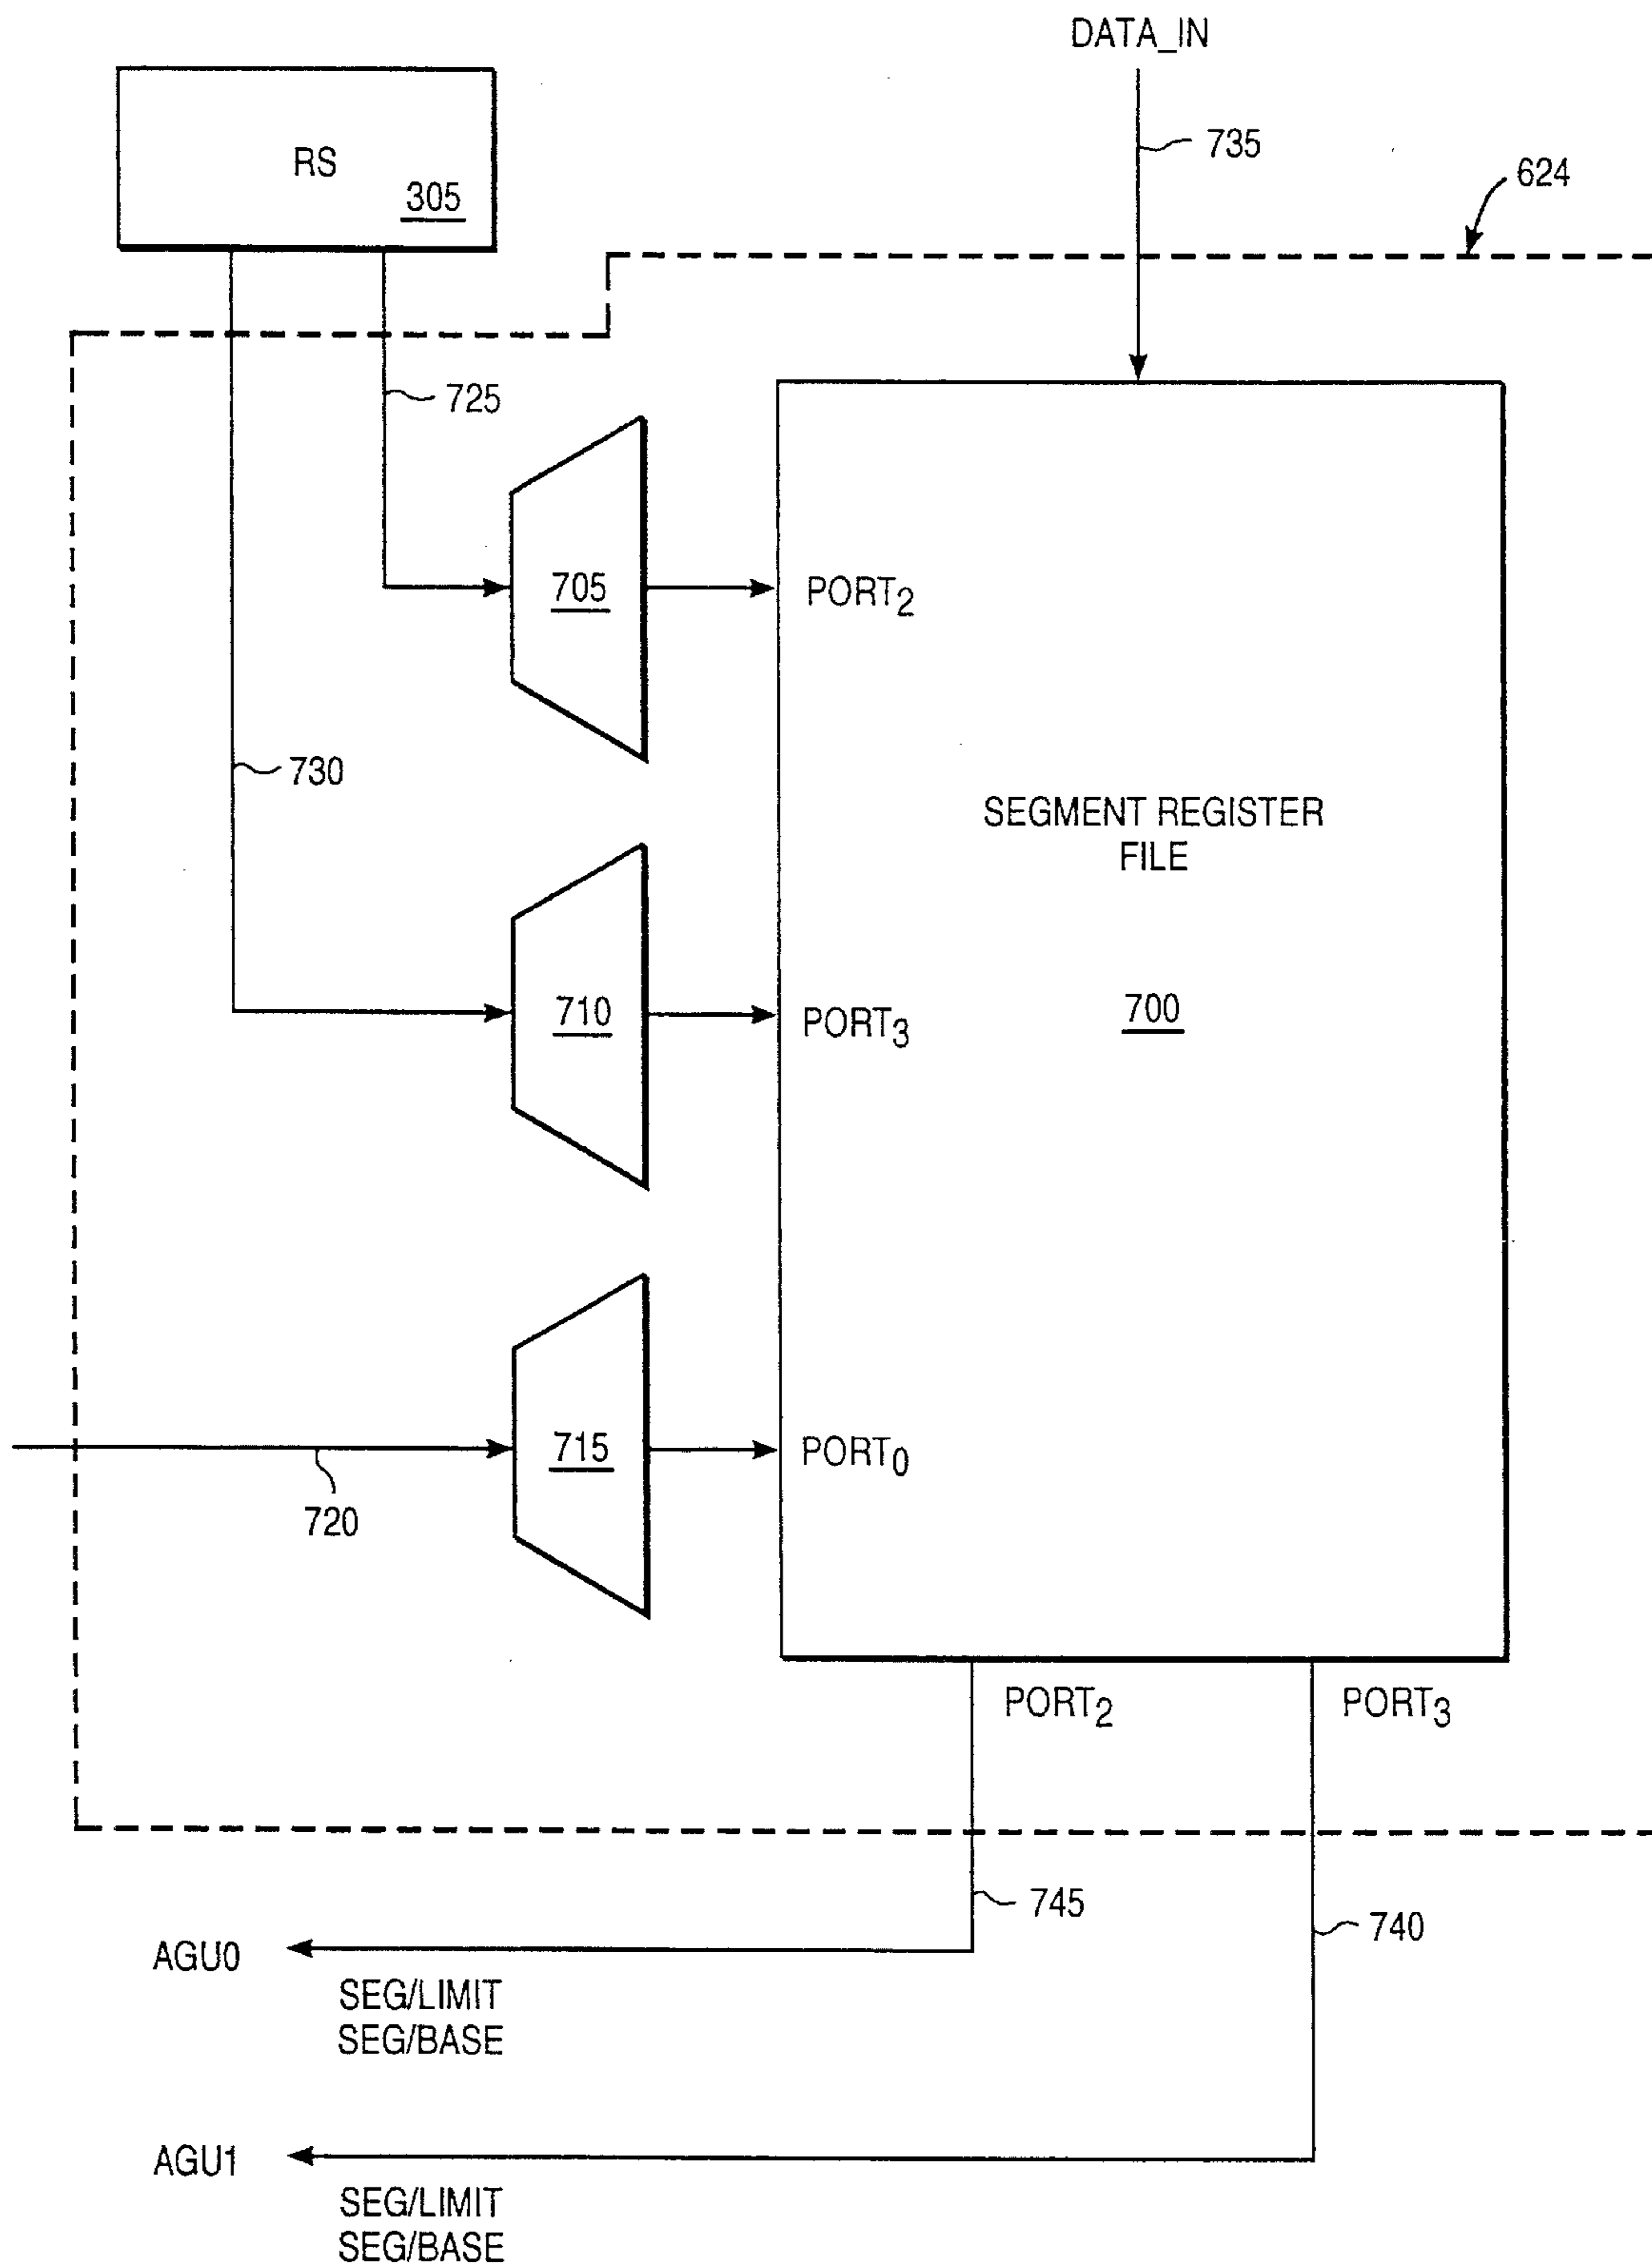 DATA_IN
735
624
RS
305
725
705
PORT2
730
SEGMENT REGISTER
FILE
700
710
PORT3
715
PORT0
720
PORT2
PORT3
745
740
AGU0
SEG/LIMIT
SEG/BASE
AGU1
SEG/LIMIT
SEG/BASE